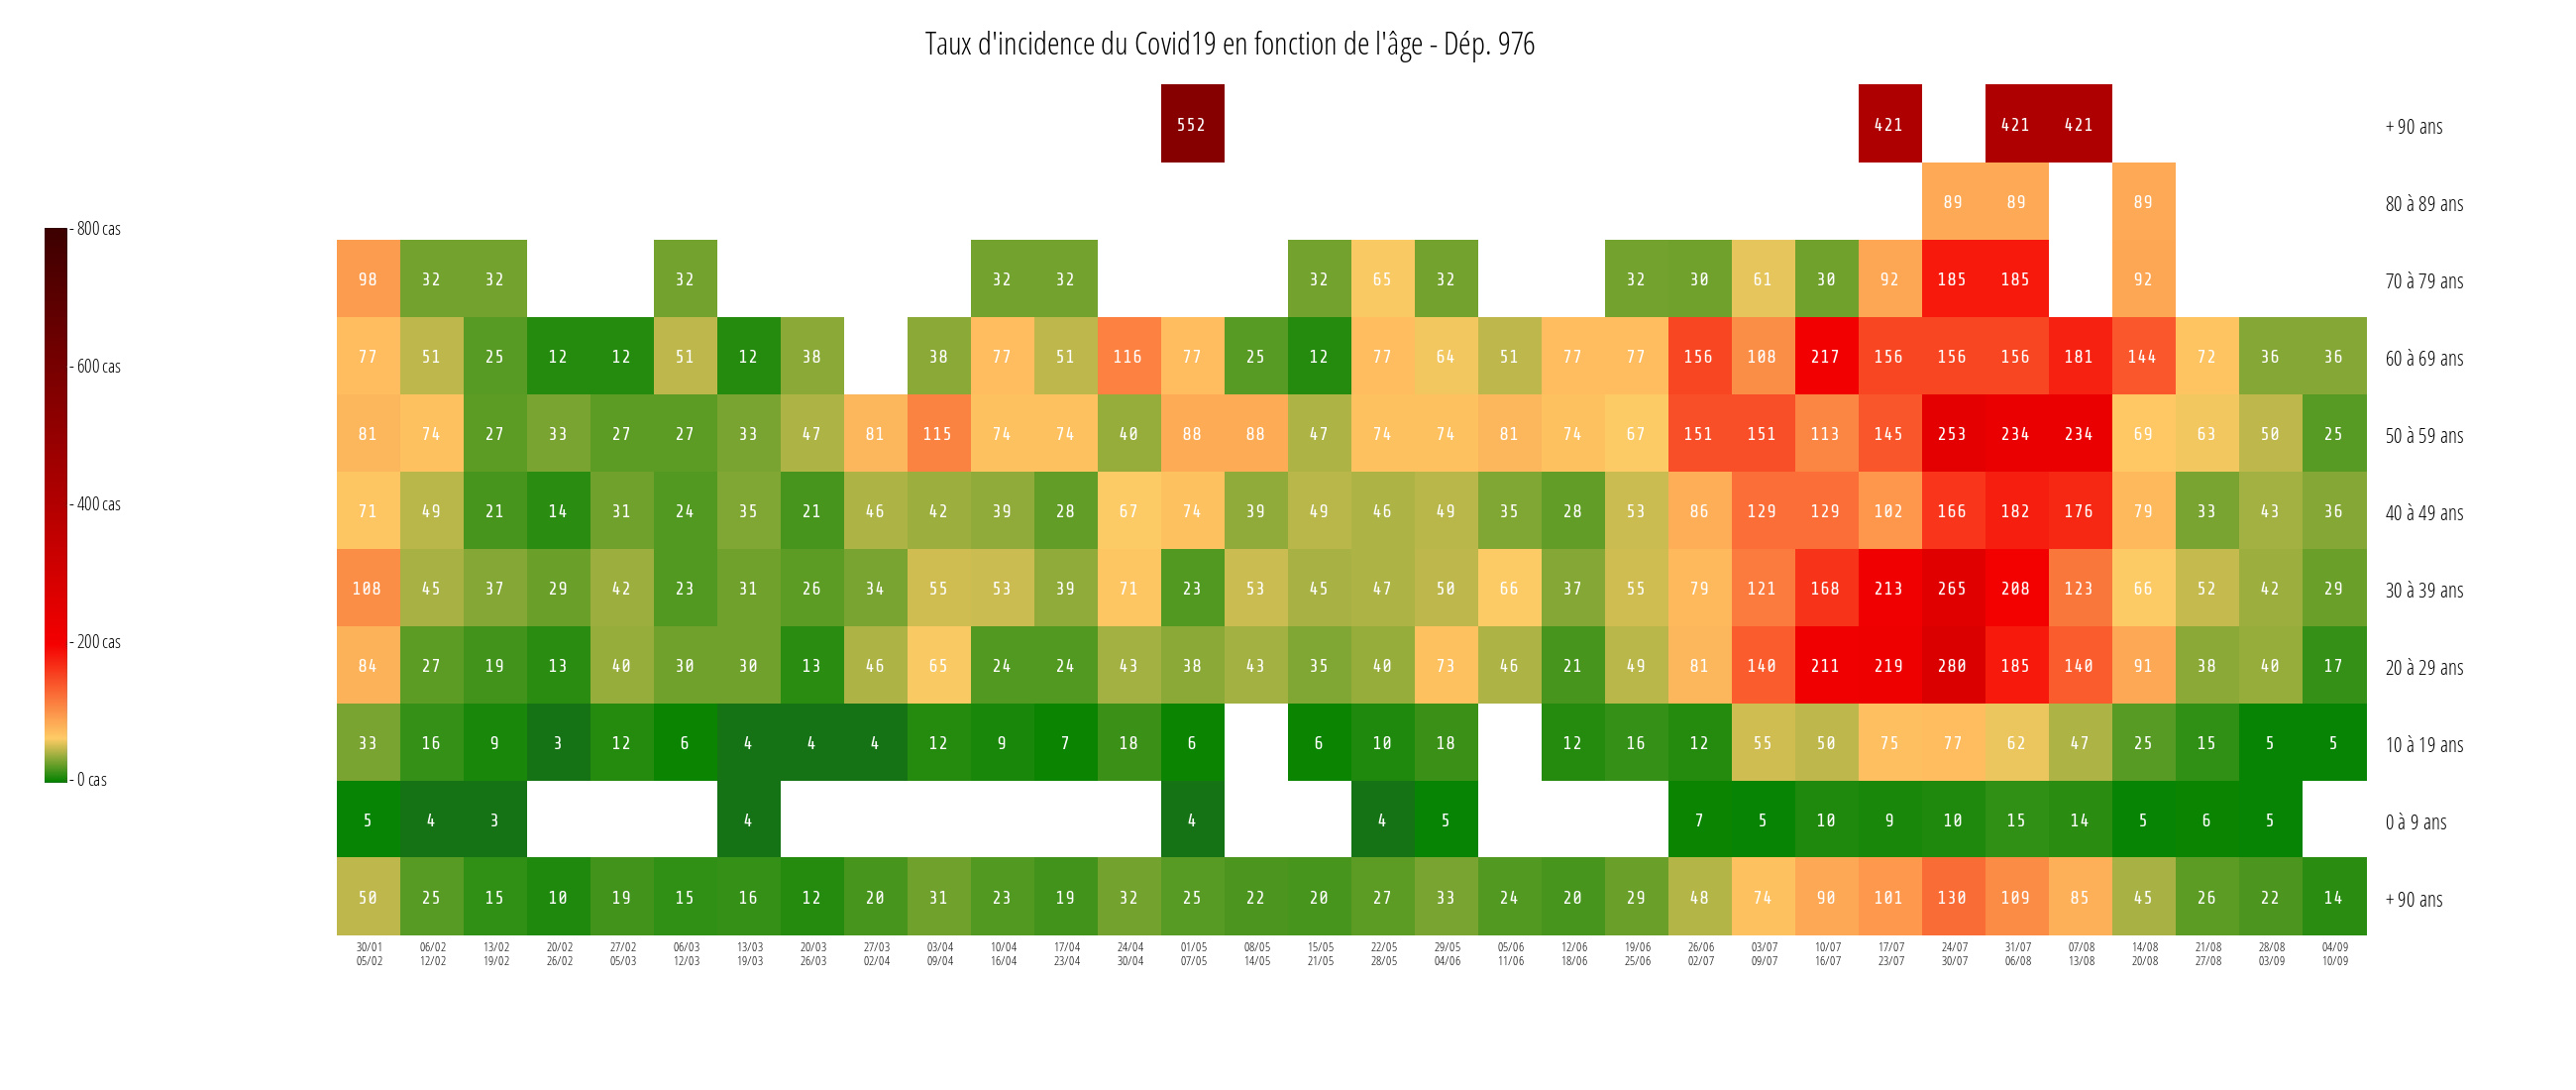 Taux d'incidence du Covid19 en fonction de l'âge - Dép. 976
- 800 cas
- 600 cas
- 400 cas
- 200 cas
- 0 cas
552 421 421 421 + 90 ans
89 89 89 80 à 89 ans
98 32 32 32 32 32 32 65 32 32 30 61 30 92 185 185 92 70 à 79 ans
77 51 25 12 12 51 12 38 38 77 51 116 77 25 12 77 64 51 77 77 156 108 217 156 156 156 181 144 72 36 36 60 à 69 ans
81 74 27 33 27 27 33 47 81 115 74 74 40 88 88 47 74 74 81 74 67 151 151 113 145 253 234 234 69 63 50 25 50 à 59 ans
71 49 21 14 31 24 35 21 46 42 39 28 67 74 39 49 46 49 35 28 53 86 129 129 102 166 182 176 79 33 43 36 40 à 49 ans
108 45 37 29 42 23 31 26 34 55 53 39 71 23 53 45 47 50 66 37 55 79 121 168 213 265 208 123 66 52 42 29 30 à 39 ans
84 27 19 13 40 30 30 13 46 65 24 24 43 38 43 35 40 73 46 21 49 81 140 211 219 280 185 140 91 38 40 17 20 à 29 ans
33 16 9 3 12 6 4 4 4 12 9 7 18 6 6 10 18 12 16 12 55 50 75 77 62 47 25 15 5 5 10 à 19 ans
5 4 3 4 4 4 5 7 5 10 9 10 15 14 5 6 5 0 à 9 ans
50 25 15 10 19 15 16 12 20 31 23 19 32 25 22 20 27 33 24 20 29 48 74 90 101 130 109 85 45 26 22 14 + 90 ans
30/01 06/02 13/02 20/02 27/02 06/03 13/03 20/03 27/03 03/04 10/04 17/04 24/04 01/05 08/05 15/05 22/05 29/05 05/06 12/06 19/06 26/06 03/07 10/07 17/07 24/07 31/07 07/08 14/08 21/08 28/08 04/09
05/02 12/02 19/02 26/02 05/03 12/03 19/03 26/03 02/04 09/04 16/04 23/04 30/04 07/05 14/05 21/05 28/05 04/06 11/06 18/06 25/06 02/07 09/07 16/07 23/07 30/07 06/08 13/08 20/08 27/08 03/09 10/09